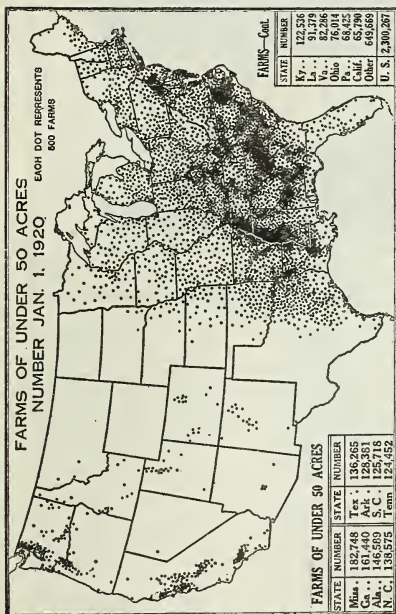 FARMS OF UNDER 50 ACRES
NUMBER JAN. 1, 1920
EACH DOT REPRESENTS
500 FARMS
FARMS OF UNDER 50 ACRES
STATE NUMBER STATE NUMBER
Miss. 182,748 Tex. 136,265
Ga... 161,440 Ark. 128,381
Ala.. 146,589 S. C. 125,718
N. C. 138,575 Tenn 124,452
FARMS—Cont.
STATE NUMBER
Ky... 122,536
La... 91,379
Va... 82,286
Ohio 76,014
Pa... 68,425
Calif. 65,790
Other 649,669
U. S. 2,300,267